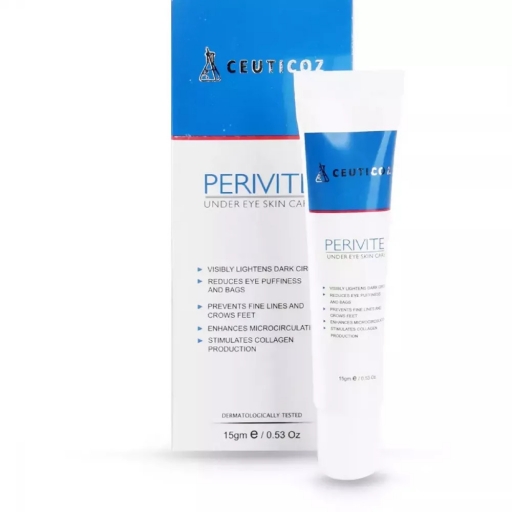 CEUTICOZ
PERIVITE
UNDER EYE SKIN CAR
VISIBLY LIGHTENS DARK CIR
REDUCES EYE PUFFINESS
AND BAGS
PREVENTS FINE LINES AND
CROWS FEET
ENHANCES MICROCIRCULATI
STIMULATES COLLAGEN
PRODUCTION
DERMATOLOGICALLY TESTED
15gm e / 0.53 Oz
CEUTICOZ
PERIVITE
UNDER EYE SKIN CARE
VISIBLY LIGHTENS DARK CIR
REDUCES EYE PUFFINESS
AND BAGS
PREVENTS FINE LINES AND
CROWS FEET
ENHANCES MICROCIRCULATI
STIMULATES COLLAGEN
PRODUCTION
15gm e / 0.53 Oz